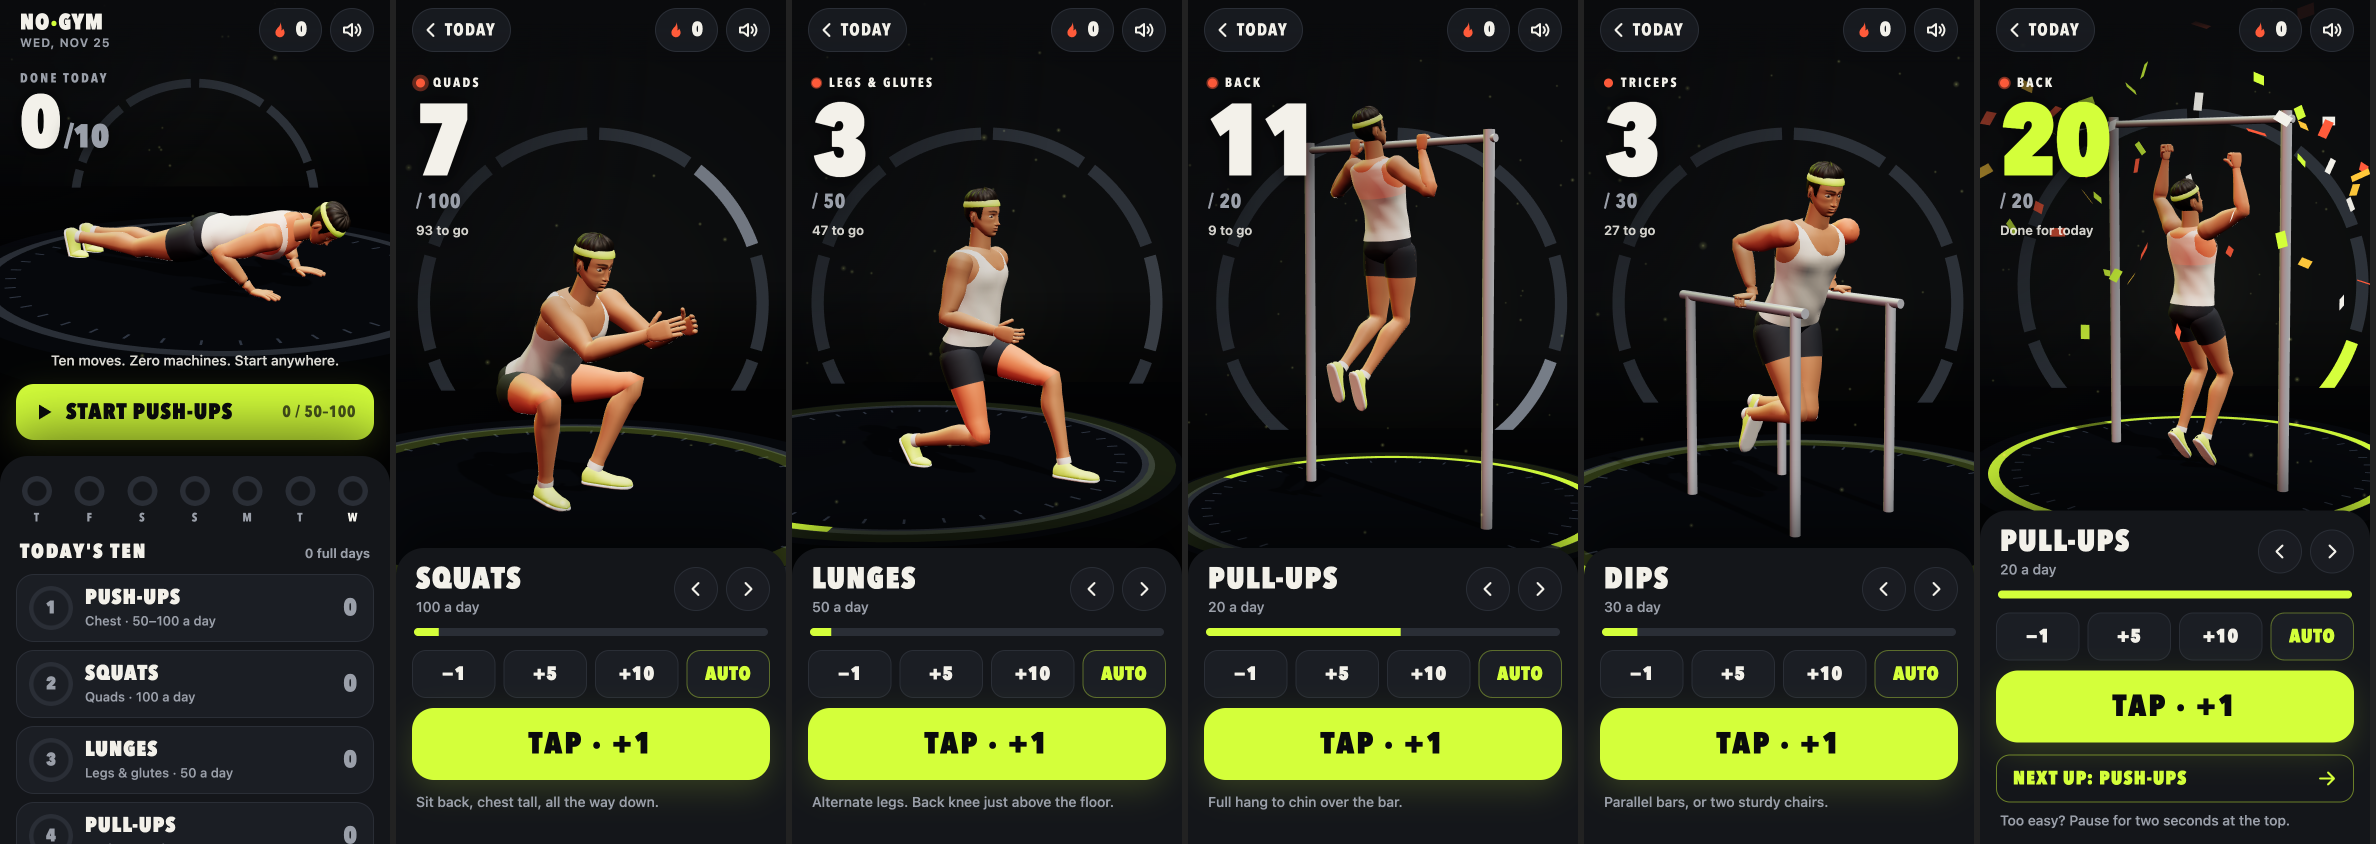 NO·GYM
WED, NOV 25
0
DONE TODAY
0/10
Ten moves. Zero machines. Start anywhere.
START PUSH-UPS
0 / 50-100
T F S S M T W
TODAY'S TEN
0 full days
1
PUSH-UPS
Chest · 50–100 a day
0
2
SQUATS
Quads · 100 a day
0
3
LUNGES
Legs & glutes · 50 a day
0
4
PULL-UPS
0
TODAY
0
QUADS
7
/ 100
93 to go
SQUATS
100 a day
−1
+5
+10
AUTO
TAP · +1
Sit back, chest tall, all the way down.
TODAY
0
LEGS & GLUTES
3
/ 50
47 to go
LUNGES
50 a day
−1
+5
+10
AUTO
TAP · +1
Alternate legs. Back knee just above the floor.
TODAY
0
BACK
11
/ 20
9 to go
PULL-UPS
20 a day
−1
+5
+10
AUTO
TAP · +1
Full hang to chin over the bar.
TODAY
0
TRICEPS
3
/ 30
27 to go
DIPS
30 a day
−1
+5
+10
AUTO
TAP · +1
Parallel bars, or two sturdy chairs.
TODAY
0
BACK
20
/ 20
Done for today
PULL-UPS
20 a day
−1
+5
+10
AUTO
TAP · +1
NEXT UP: PUSH-UPS
Too easy? Pause for two seconds at the top.